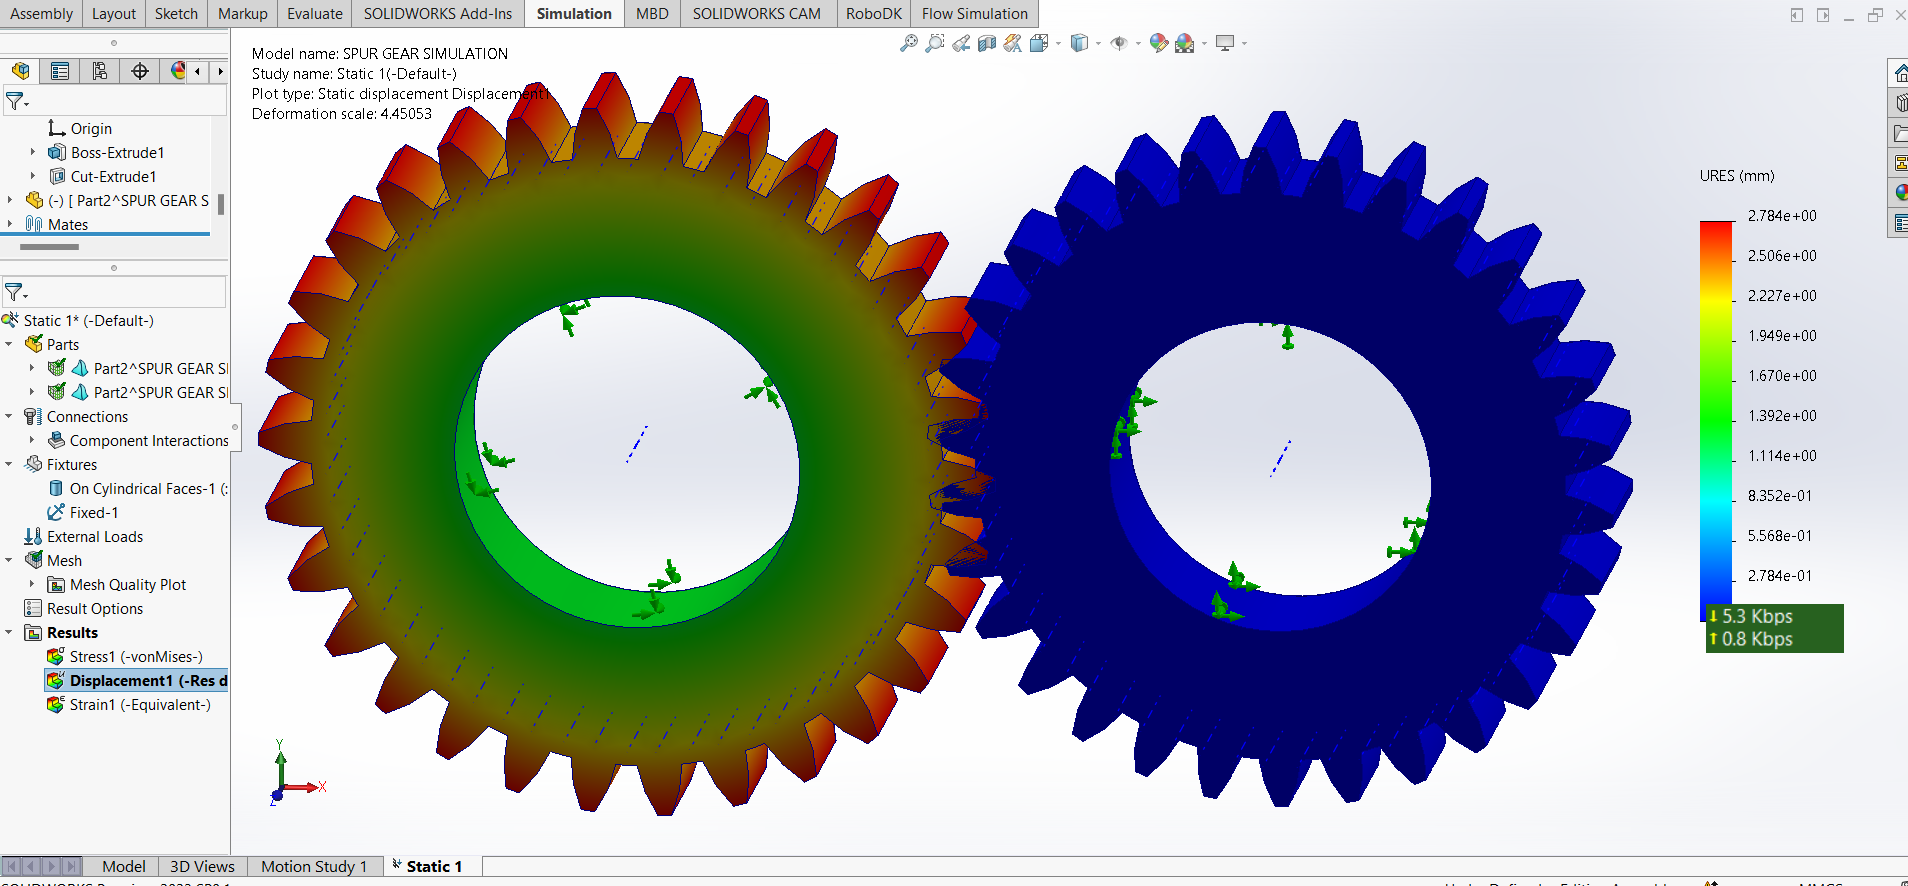 Assembly Layout Sketch Markup Evaluate SOLIDWORKS Add-Ins Simulation MBD SOLIDWORKS CAM RoboDK Flow Simulation
Model name: SPUR GEAR SIMULATION
Study name: Static 1(-Default-)
Plot type: Static displacement Displacement1
Deformation scale: 4.45053
Origin
Boss-Extrude1
Cut-Extrude1
(-) [ Part2^SPUR GEAR S
Mates
Static 1* (-Default-)
Parts
Part2^SPUR GEAR SI
Part2^SPUR GEAR SI
Connections
Component Interactions
Fixtures
On Cylindrical Faces-1 (:
Fixed-1
External Loads
Mesh
Mesh Quality Plot
Result Options
Results
Stress1 (-vonMises-)
Displacement1 (-Res d
Strain1 (-Equivalent-)
URES (mm)
2.784e+00
2.506e+00
2.227e+00
1.949e+00
1.670e+00
1.392e+00
1.114e+00
8.352e-01
5.568e-01
2.784e-01
5.3 Kbps
0.8 Kbps
Y
X
Z
Model 3D Views Motion Study 1 Static 1